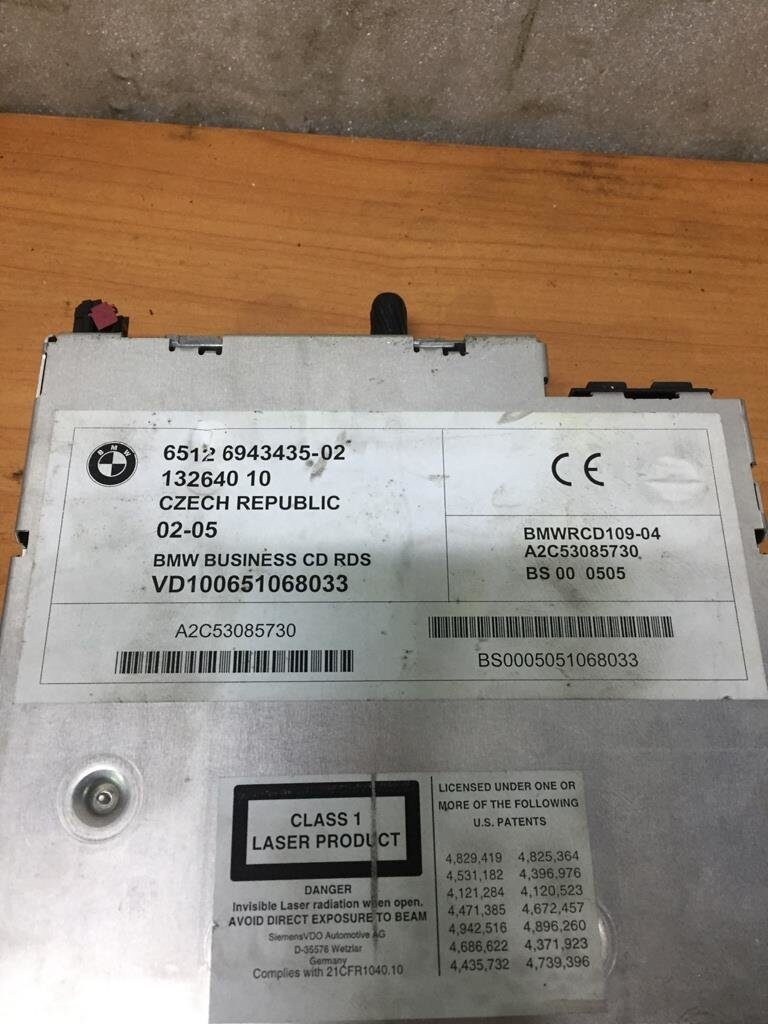 BMW
6512 6943435-02
132640 10
CZECH REPUBLIC
02-05
BMW BUSINESS CD RDS
VD100651068033
CE
BMWRCD109-04
A2C53085730
BS 00 0505
A2C53085730
BS0005051068033
CLASS 1
LASER PRODUCT
DANGER
Invisible Laser radiation when open.
AVOID DIRECT EXPOSURE TO BEAM
SiemensVDO Automotive AG
D-35576 Wetzlar
Germany
Complies with 21CFR1040.10
LICENSED UNDER ONE OR
MORE OF THE FOLLOWING
U.S. PATENTS
4,829,419 4,825,364
4,531,182 4,396,976
4,121,284 4,120,523
4,471,385 4,672,457
4,942,516 4,896,260
4,686,622 4,371,923
4,435,732 4,739,396